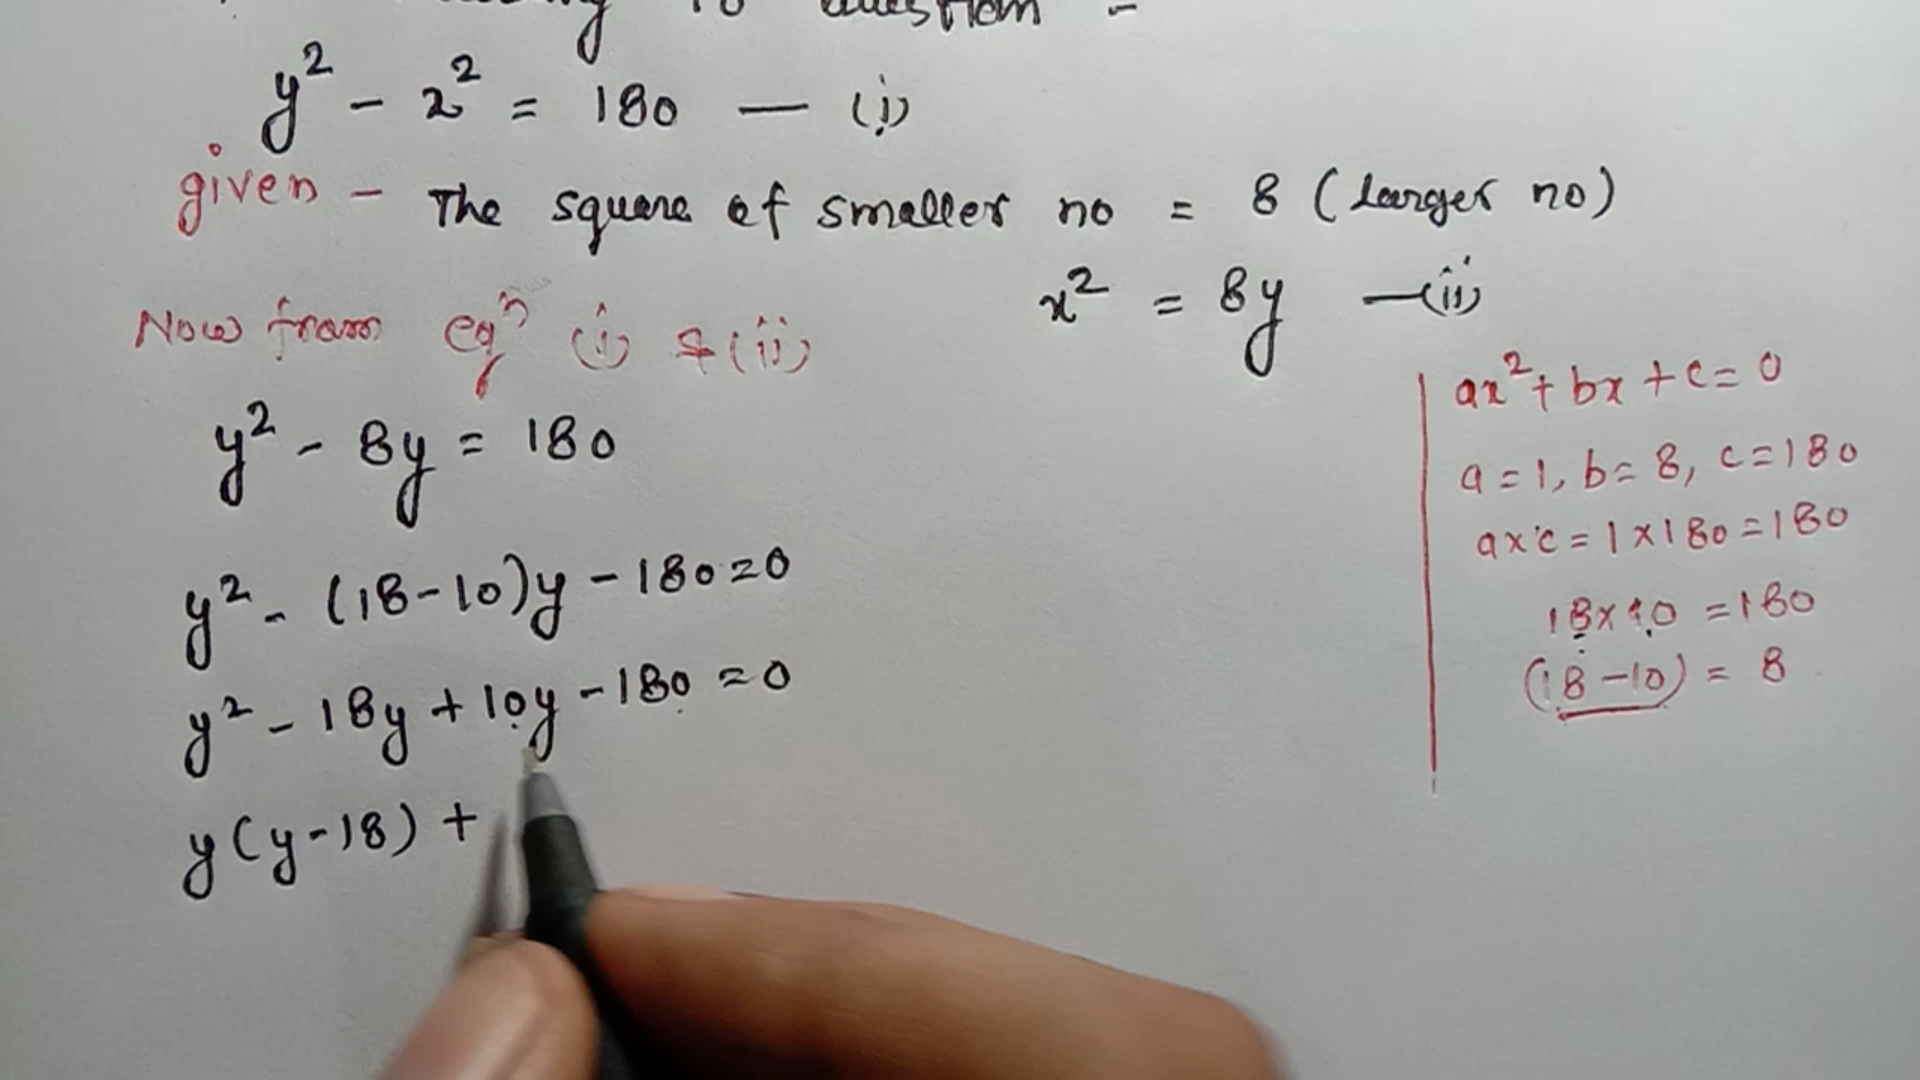 to question -
y² - x² = 180 — (i)
given - The square of smaller no = 8 (Larger no)
x² = 8y —(ii)
Now from eqⁿ (i) & (ii)
y² - 8y = 180
y² - (18-10)y - 180=0
y² - 18y + 10y - 180 = 0
y(y-18) +
ax² + bx + c = 0
a = 1, b = 8, c = 180
a×c = 1×180 = 180
18×10 = 180
(18-10) = 8